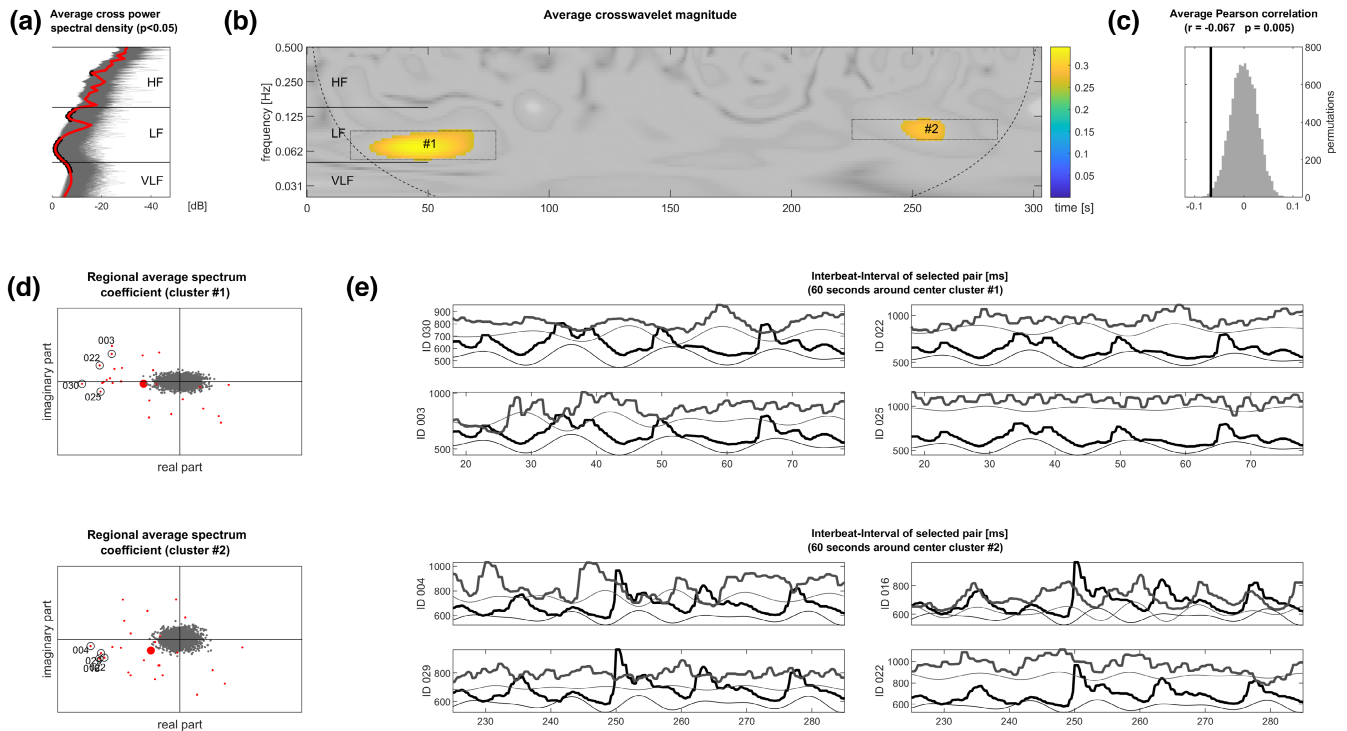 (a)
Average cross power
spectral density (p<0.05)
HF
LF
VLF
0 -20 -40 [dB]
(b)
Average crosswavelet magnitude
frequency [Hz]
0.500
0.250
0.125
0.062
0.031
HF
LF
VLF
#1
#2
0 50 100 150 200 250 300
time [s]
0.3
0.25
0.2
0.15
0.1
0.05
(c)
Average Pearson correlation
(r = -0.067 p = 0.005)
800
600
400
200
0
permutations
-0.1 0 0.1
(d)
Regional average spectrum
coefficient (cluster #1)
imaginary part
003
022
030
025
real part
Regional average spectrum
coefficient (cluster #2)
imaginary part
004
real part
(e)
Interbeat-Interval of selected pair [ms]
(60 seconds around center cluster #1)
ID 030
900
800
700
600
500
ID 022
1000
500
ID 003
1000
500
20 30 40 50 60 70
ID 025
1000
500
20 30 40 50 60 70
Interbeat-Interval of selected pair [ms]
(60 seconds around center cluster #2)
ID 004
1000
800
600
ID 016
800
600
ID 029
800
600
230 240 250 260 270 280
ID 022
1000
800
600
230 240 250 260 270 280